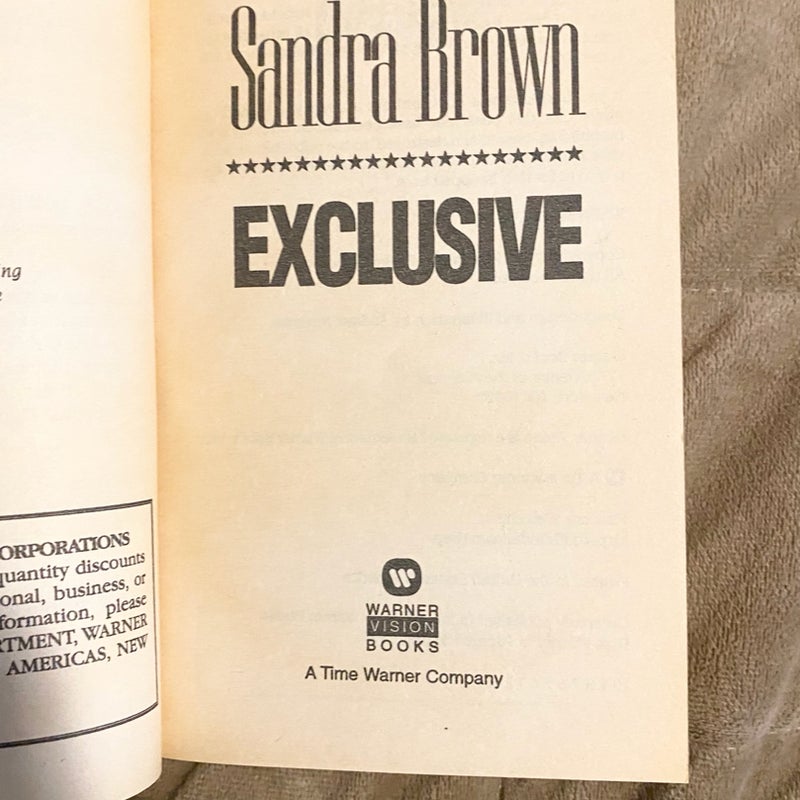 ng
ORPORATIONS
quantity discounts
onal, business, or
formation, please
RTMENT, WARNER
AMERICAS, NEW
Sandra Brown
★★★★★★★★★★★★★★★★★★★★★
EXCLUSIVE
W
WARNER
VISION
BOOKS
A Time Warner Company